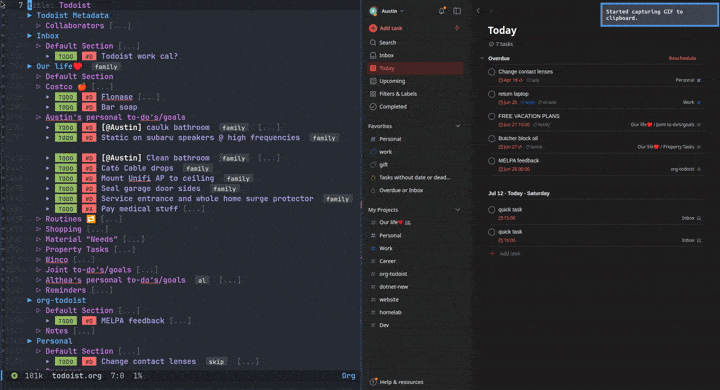 7 title: Todoist
▶ Todoist Metadata
▷ Collaborators [...]
▶ Inbox
▷ Default Section [...]
▶ TODO #D Todoist work cal?
▶ Our life❤️ family
▷ Default Section
▷ Costco 🍎 [...]
▶ TODO #D Flonase [...]
▶ TODO #D Bar soap
▷ Austin's personal to-do's/goals
▶ TODO #D [@Austin] caulk bathroom family [...]
▶ TODO #D Static on subaru speakers @ high frequencies family
▶ TODO #D [@Austin] Clean bathroom family [...]
▶ TODO #D Cat6 Cable drops family
▶ TODO #D Mount Unifi AP to ceiling family [...]
▶ TODO #D Seal garage door sides family
▶ TODO #D Service entrance and whole home surge protector family
▶ TODO #A Pay medical stuff [...]
▷ Routines 🔁 [...]
▷ Shopping [...]
▷ Material "Needs" [...]
▷ Property Tasks [...]
▷ Winco [...]
▷ Joint to-do's/goals [...]
▷ Althea's personal to-do's/goals al [...]
▷ Reminders [...]
▶ org-todoist
▷ Default Section [...]
▶ TODO #D MELPA feedback [...]
▷ Notes [...]
▶ Personal
▷ Default Section [...]
▶ TODO #D Change contact lenses skip [...]
101k todoist.org 7:0 1% Org
Austin
Add task
Search
Inbox
Today
Upcoming
Filters & Labels
Completed
Favorites
# Personal
# work
gift
Tasks without date or dead...
Overdue or Inbox
My Projects
# Our life❤️
# Personal
# Work
# Career
# org-todoist
# dotnet-new
# website
# homelab
# Dev
Help & resources
Started capturing GIF to
clipboard.
Today
7 tasks
Overdue Reschedule
Change contact lenses
Apr 19 skip Personal #
return laptop
Jun 20 Work #
FREE VACATION PLANS
Jun 21 19:00 family Our life❤️ / Joint to-do's/goals
Butcher block oil
Jun 27 family Our life❤️ / Property Tasks
MELPA feedback
Jun 28 00:00 org-todoist #
Jul 12 · Today · Saturday
quick task
15:00 Inbox
quick task
16:00 Inbox
+ Add task